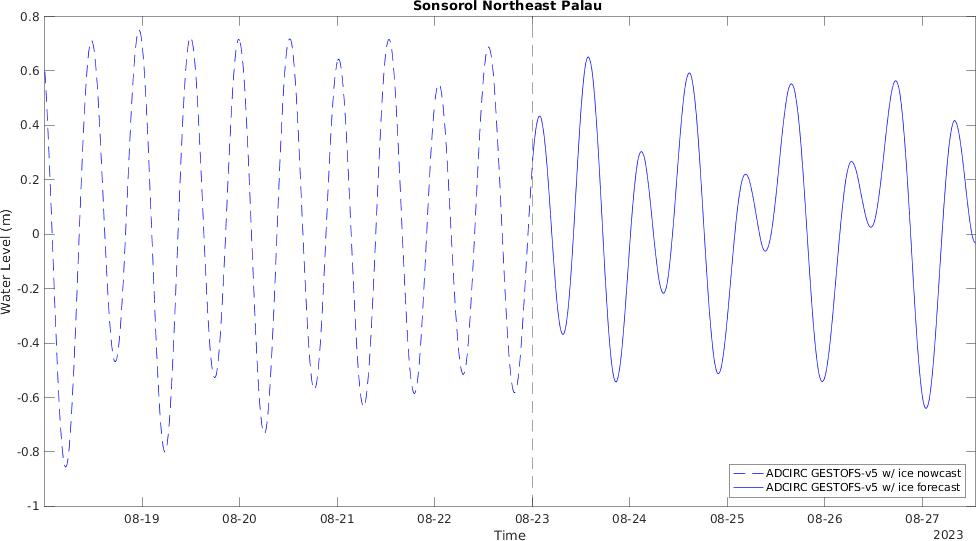 Sonsorol Northeast Palau
0.8
0.6
0.4
0.2
0
-0.2
-0.4
-0.6
-0.8
-1
Water Level (m)
08-19 08-20 08-21 08-22 08-23 08-24 08-25 08-26 08-27
Time
2023
ADCIRC GESTOFS-v5 w/ ice nowcast
ADCIRC GESTOFS-v5 w/ ice forecast